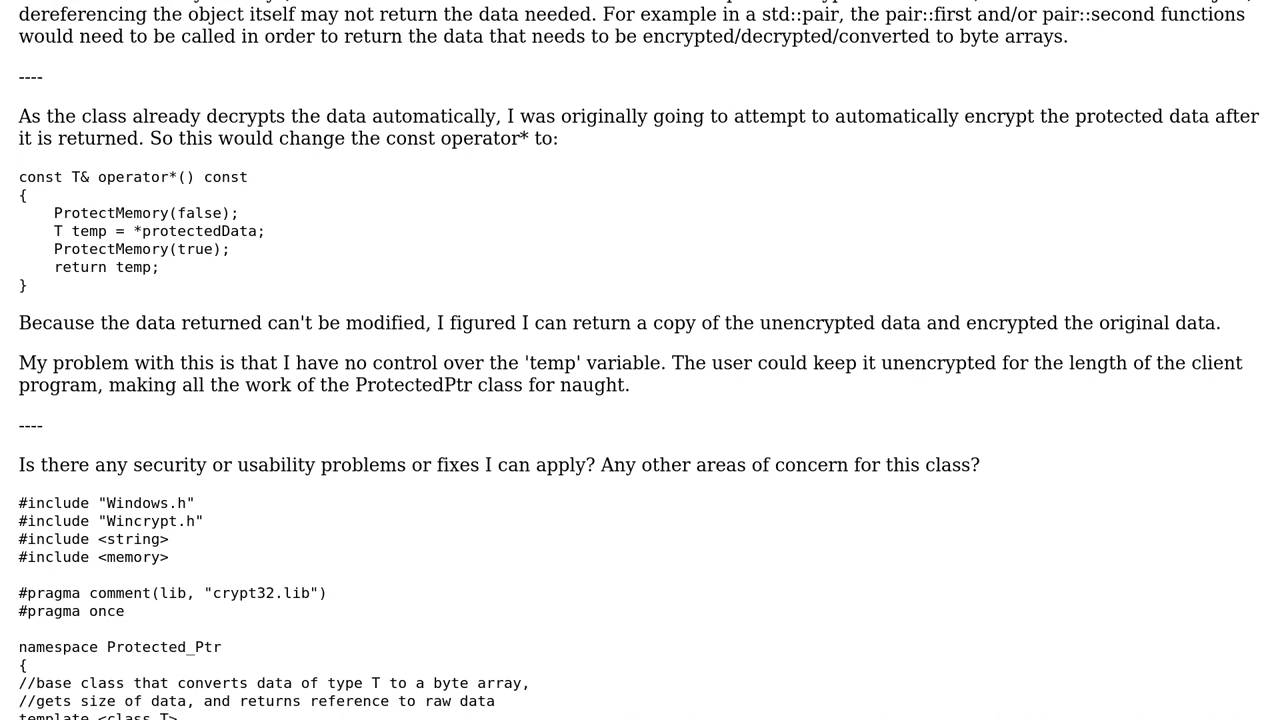 dereferencing the object itself may not return the data needed. For example in a std::pair, the pair::first and/or pair::second functions
would need to be called in order to return the data that needs to be encrypted/decrypted/converted to byte arrays.
----
As the class already decrypts the data automatically, I was originally going to attempt to automatically encrypt the protected data after
it is returned. So this would change the const operator* to:
const T& operator*() const
{
    ProtectMemory(false);
    T temp = *protectedData;
    ProtectMemory(true);
    return temp;
}
Because the data returned can't be modified, I figured I can return a copy of the unencrypted data and encrypted the original data.
My problem with this is that I have no control over the 'temp' variable. The user could keep it unencrypted for the length of the client
program, making all the work of the ProtectedPtr class for naught.
----
Is there any security or usability problems or fixes I can apply? Any other areas of concern for this class?
#include "Windows.h"
#include "Wincrypt.h"
#include <string>
#include <memory>
#pragma comment(lib, "crypt32.lib")
#pragma once
namespace Protected_Ptr
{
//base class that converts data of type T to a byte array,
//gets size of data, and returns reference to raw data
template <class T>